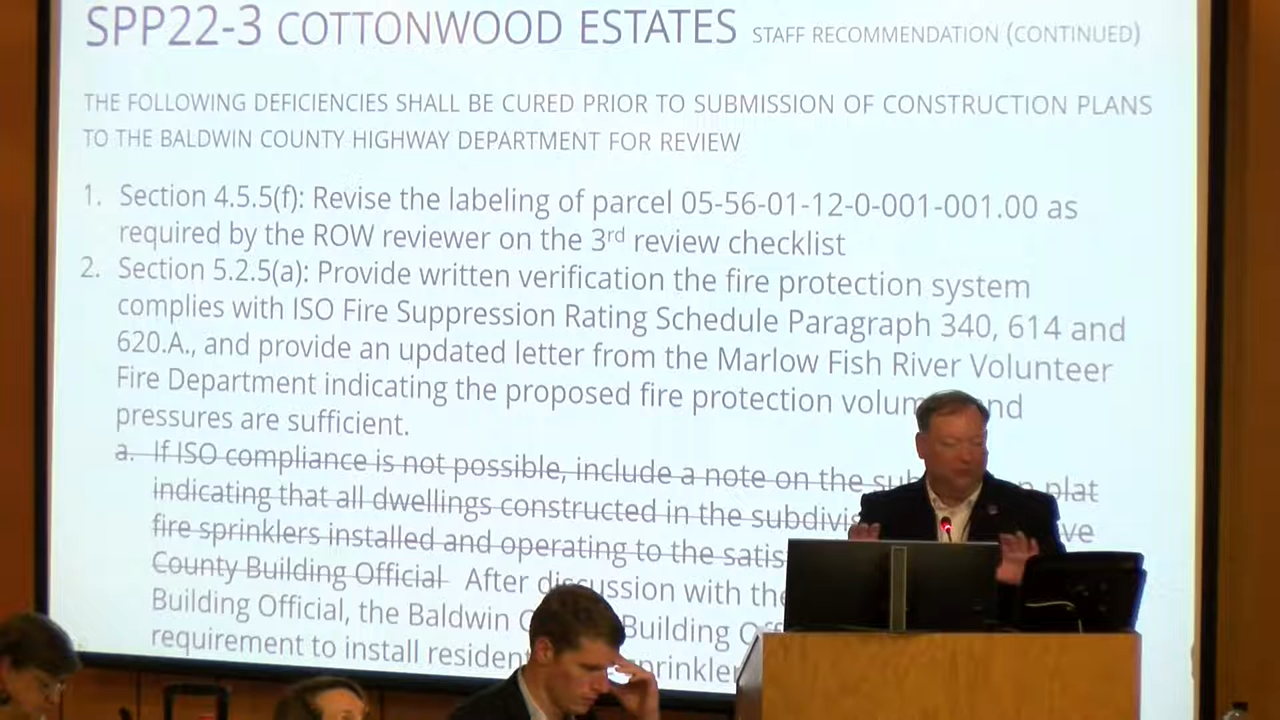 SPP22-3 COTTONWOOD ESTATES STAFF RECOMMENDATION (CONTINUED)
THE FOLLOWING DEFICIENCIES SHALL BE CURED PRIOR TO SUBMISSION OF CONSTRUCTION PLANS
TO THE BALDWIN COUNTY HIGHWAY DEPARTMENT FOR REVIEW
1. Section 4.5.5(f): Revise the labeling of parcel 05-56-01-12-0-001-001.00 as
required by the ROW reviewer on the 3rd review checklist
2. Section 5.2.5(a): Provide written verification the fire protection system
complies with ISO Fire Suppression Rating Schedule Paragraph 340, 614 and
620.A., and provide an updated letter from the Marlow Fish River Volunteer
Fire Department indicating the proposed fire protection and
pressures are sufficient.
a. If ISO compliance is not possible, include a note on the plat
indicating that all dwellings constructed in the
fire sprinklers installed and operating to the
County Building Official After discussion with the
Building Official, the Baldwin Building
requirement to install